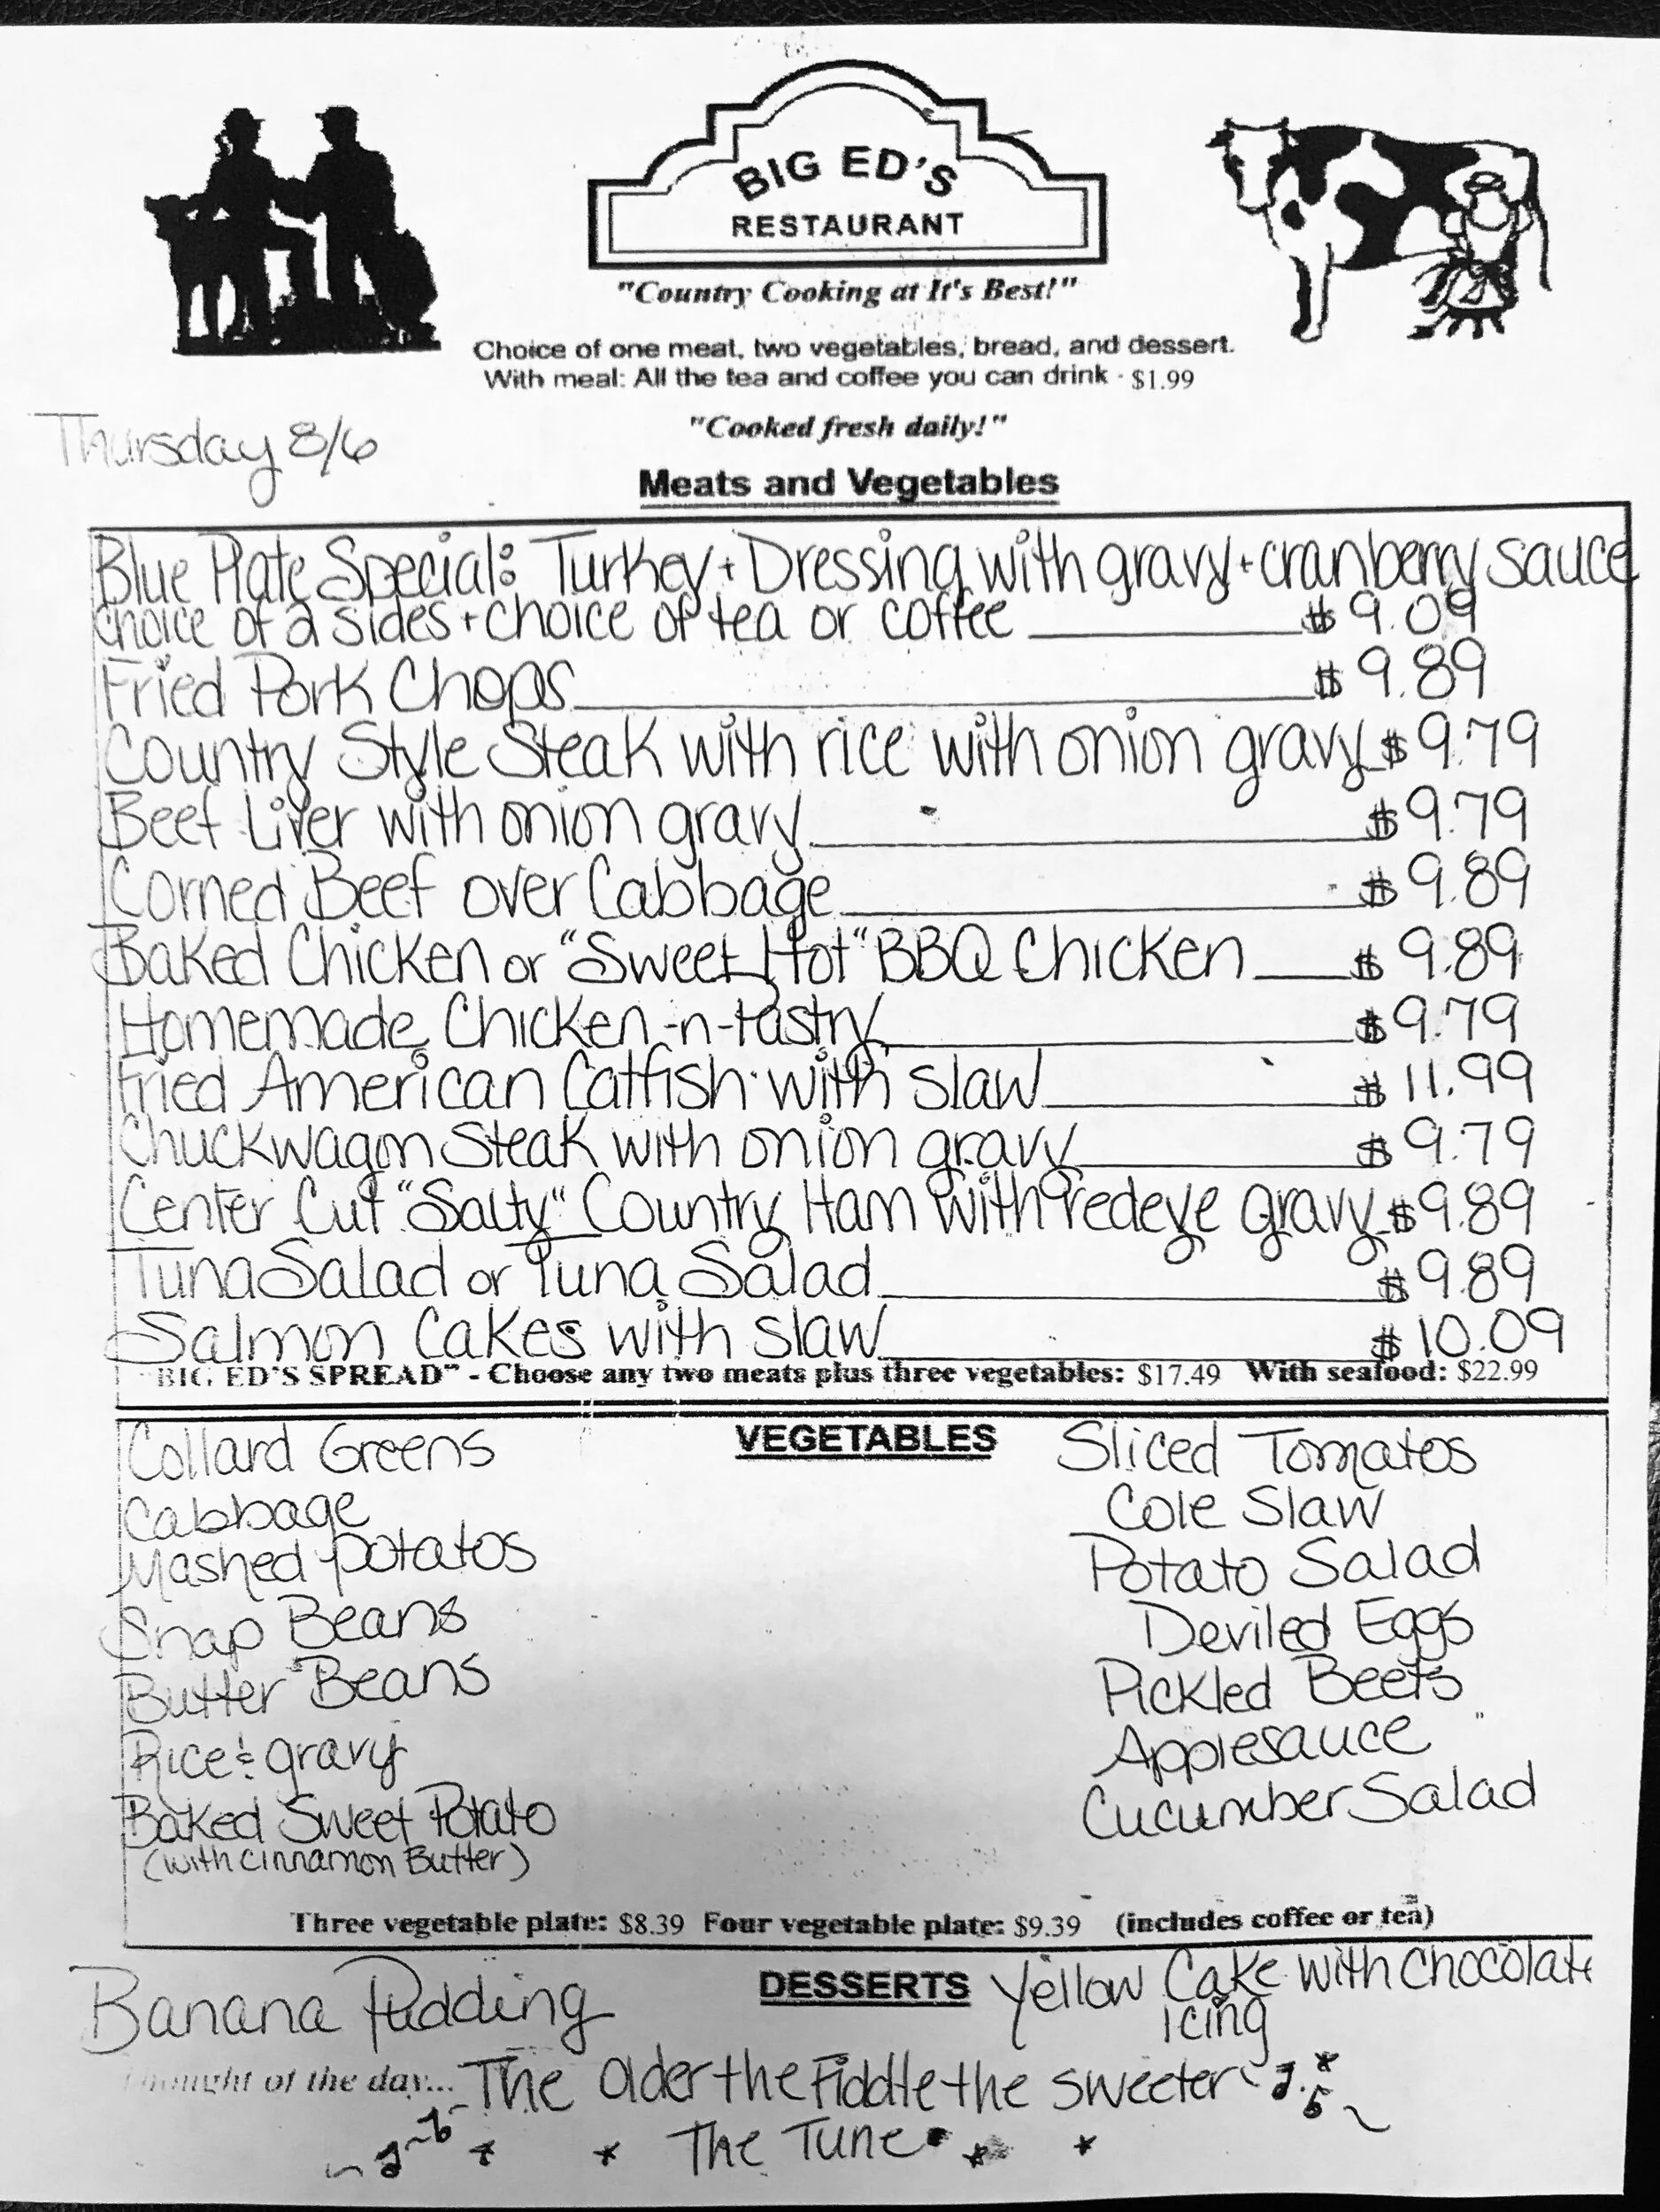 BIG ED'S
RESTAURANT
"Country Cooking at It's Best!"
Choice of one meat, two vegetables, bread, and dessert.
With meal: All the tea and coffee you can drink - $1.99
"Cooked fresh daily!"
Thursday 8/6
Meats and Vegetables
Blue Plate Special: Turkey + Dressing with gravy + cranberry sauce
choice of 2 sides + choice of tea or coffee $9.09
Fried Pork Chops $9.89
Country Style Steak with rice with onion gravy $9.79
Beef Liver with onion gravy $9.79
Corned Beef over Cabbage $9.89
Baked Chicken or "Sweet Hot" BBQ Chicken $9.89
Homemade Chicken-n-Pastry $9.79
Fried American Catfish with slaw $11.99
Chuckwagon Steak with onion gravy $9.79
Center Cut "Salty" Country Ham with redeye gravy $9.89
Tuna Salad or Tuna Salad $9.89
Salmon Cakes with slaw $10.09
"BIG ED'S SPREAD" - Choose any two meats plus three vegetables: $17.49 With seafood: $22.99
VEGETABLES
Collard Greens
Cabbage
Mashed potatos
Snap Beans
Butter Beans
Rice & gravy
Baked Sweet Potato
(with cinnamon Butter)
Sliced Tomatos
Cole Slaw
Potato Salad
Deviled Eggs
Pickled Beets
Applesauce
Cucumber Salad
Three vegetable plate: $8.39 Four vegetable plate: $9.39 (includes coffee or tea)
DESSERTS
Banana Pudding
Yellow Cake with chocolate
icing
Thought of the day... The older the Fiddle the sweeter
The Tune